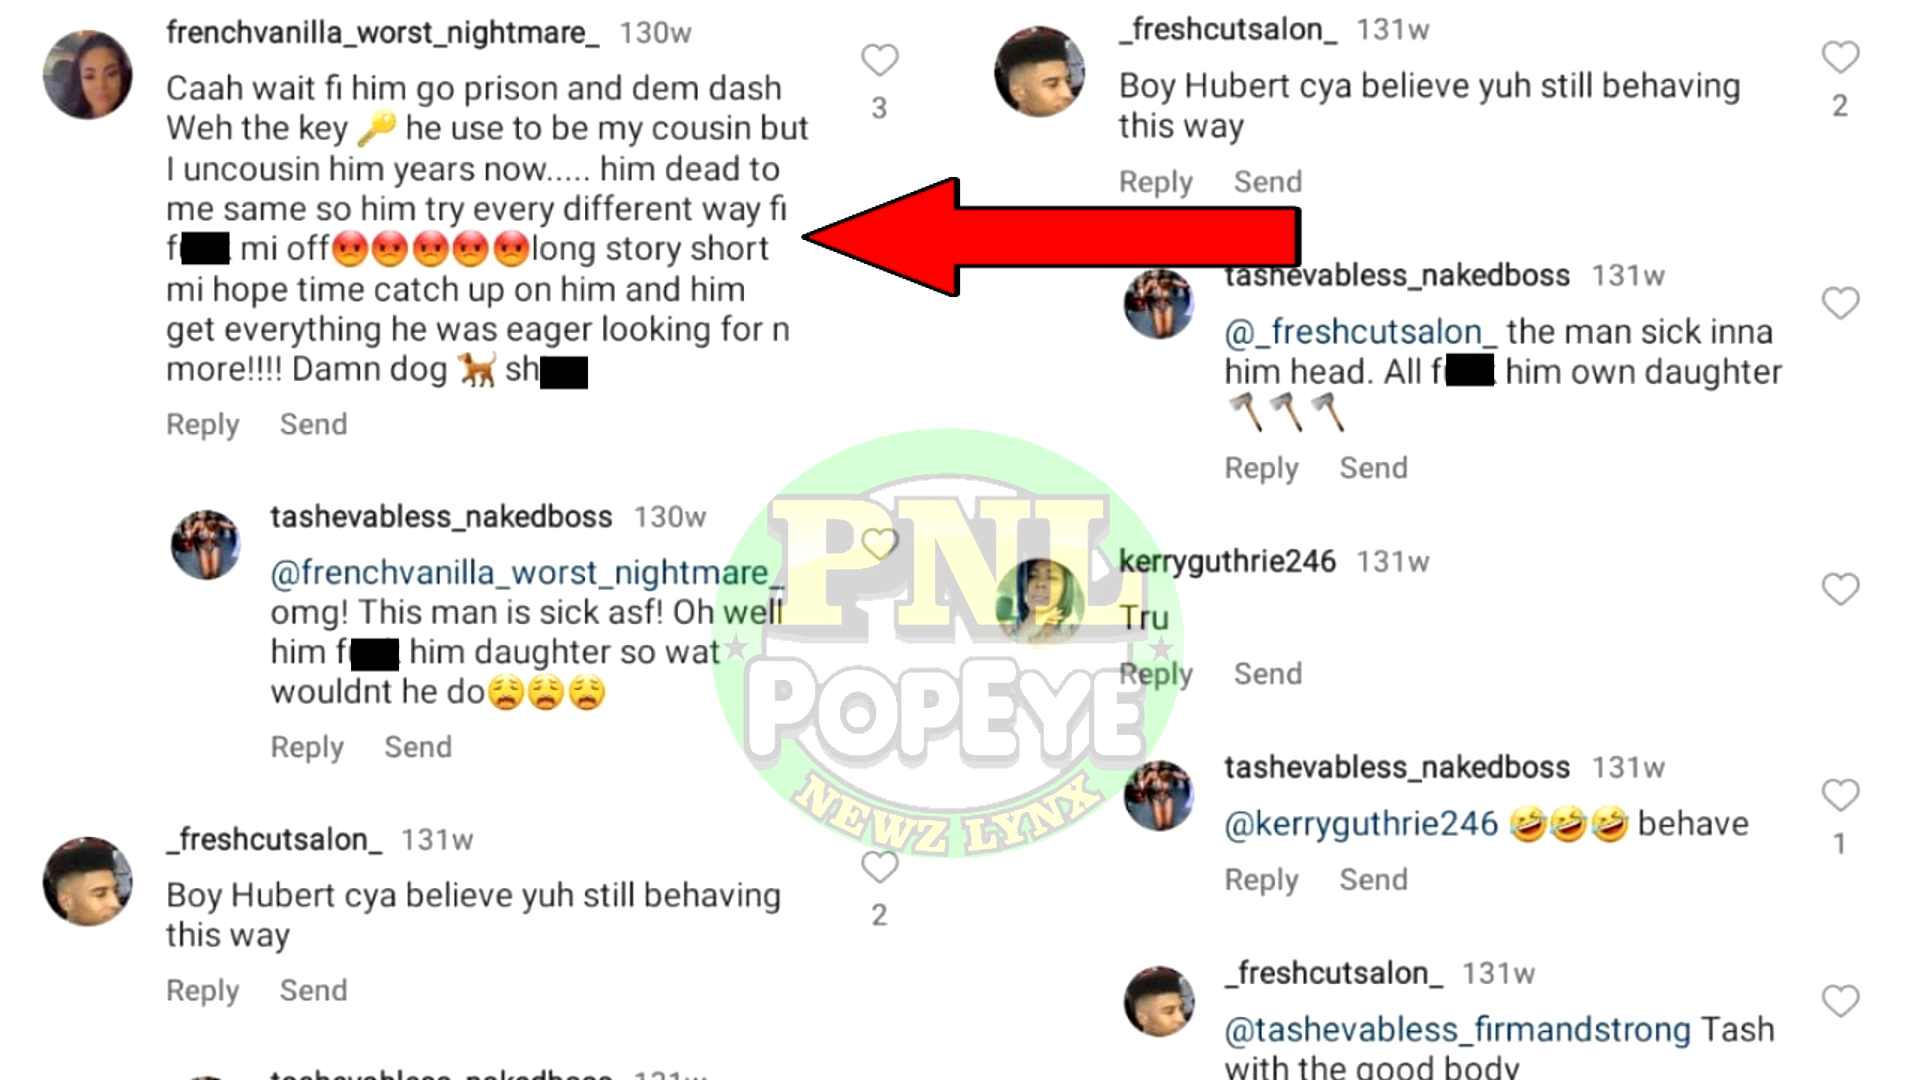 frenchvanilla_worst_nightmare_ 130w
Caah wait fi him go prison and dem dash
Weh the key 🔑 he use to be my cousin but
I uncousin him years now..... him dead to
me same so him try every different way fi
f mi off😡😡😡😡😡long story short
mi hope time catch up on him and him
get everything he was eager looking for n
more!!!! Damn dog 🐕 sh
3
Reply Send
tashevabless_nakedboss 130w
@frenchvanilla_worst_nightmare_
omg! This man is sick asf! Oh well
him f him daughter so wat
wouldnt he do😩😩😩
Reply Send
_freshcutsalon_ 131w
Boy Hubert cya believe yuh still behaving
this way
2
Reply Send
tashevabless_nakedboss 131w
_freshcutsalon_ 131w
Boy Hubert cya believe yuh still behaving
this way
2
Reply Send
tashevabless_nakedboss 131w
@_freshcutsalon_ the man sick inna
him head. All f him own daughter
🪓🪓🪓
Reply Send
kerryguthrie246 131w
Tru
Reply Send
tashevabless_nakedboss 131w
@kerryguthrie246 🤣🤣🤣 behave
1
Reply Send
_freshcutsalon_ 131w
@tashevabless_firmandstrong Tash
with the good body
PNL
POPEYE
NEWZ LYNX